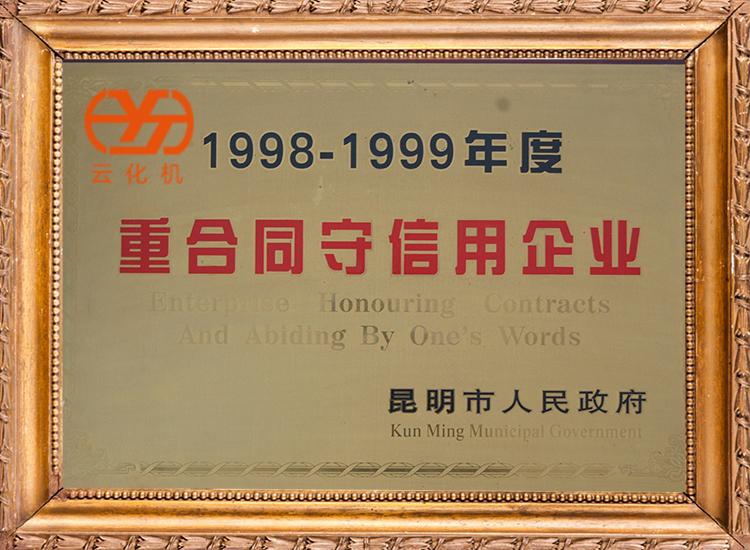 云化机
1998-1999年度
重合同守信用企业
Enterprise Honouring Contracts
And Abiding By One's Words
昆明市人民政府
Kun Ming Municipal Government